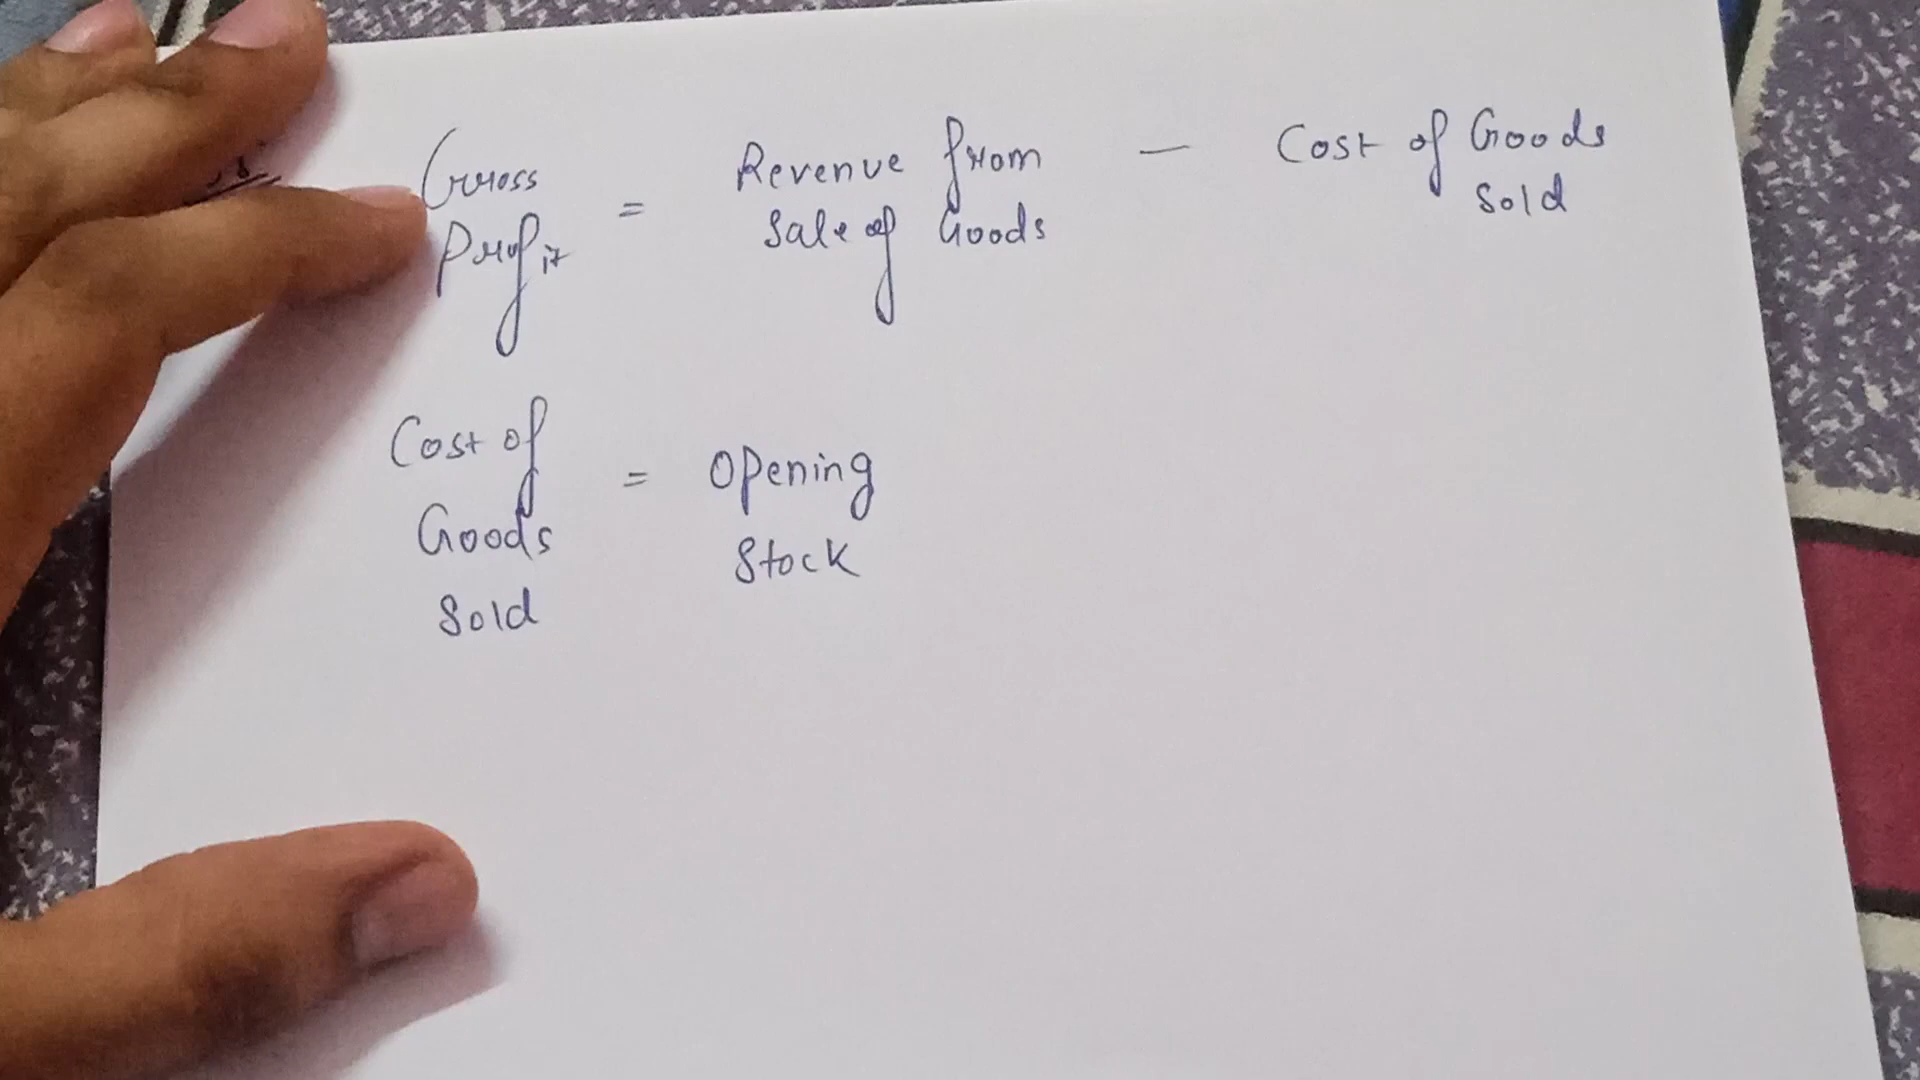 Gross Profit = Revenue from Sale of Goods — Cost of Goods Sold
Cost of Goods Sold = Opening Stock